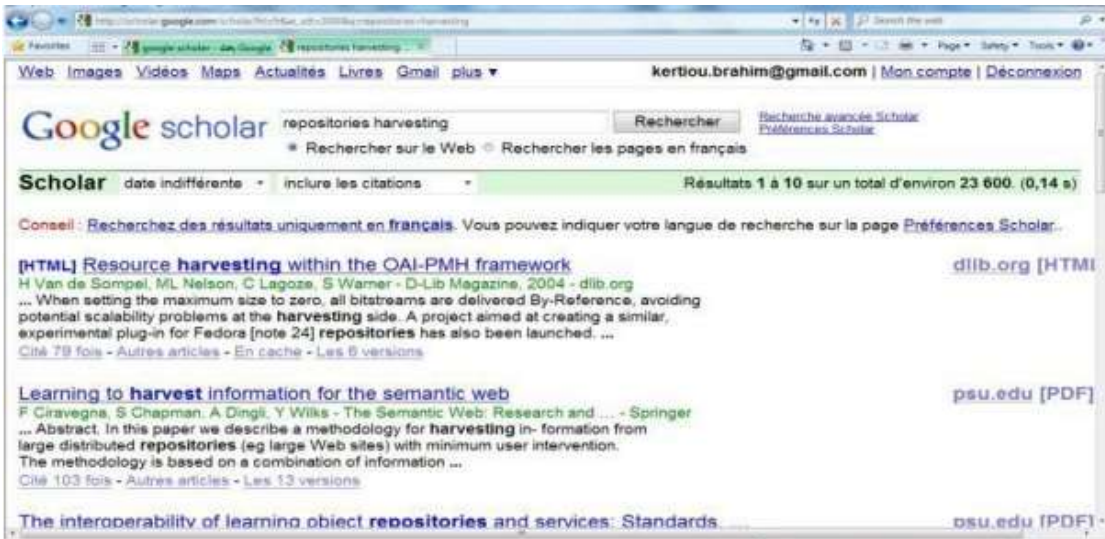 Search the web
Favorites
repositories harvesting
Page Safety Tools
Web Images Vidéos Maps Actualités Livres Gmail plus ▼
kertiou.brahim@gmail.com | Mon compte | Déconnexion
Google scholar
repositories harvesting
Rechercher
Recherche avancée Scholar
Préférences Scholar
Rechercher sur le Web Rechercher les pages en français
Scholar date indifférente inclure les citations
Résultats 1 à 10 sur un total d'environ 23 600. (0,14 s)
Conseil : Recherchez des résultats uniquement en français. Vous pouvez indiquer votre langue de recherche sur la page Préférences Scholar..
[HTML] Resource harvesting within the OAI-PMH framework
dlib.org [HTML
H Van de Sompel, ML Nelson, C Lagoze, S Warner - D-Lib Magazine, 2004 - dlib.org
... When setting the maximum size to zero, all bitstreams are delivered By-Reference, avoiding
potential scalability problems at the harvesting side. A project aimed at creating a similar,
experimental plug-in for Fedora [note 24] repositories has also been launched. ...
Cité 79 fois - Autres articles - En cache - Les 6 versions
Learning to harvest information for the semantic web
psu.edu [PDF]
F Ciravegna, S Chapman, A Dingli, Y Wilks - The Semantic Web: Research and ... - Springer
... Abstract. In this paper we describe a methodology for harvesting in- formation from
large distributed repositories (eg large Web sites) with minimum user intervention.
The methodology is based on a combination of information ...
Cité 103 fois - Autres articles - Les 13 versions
The interoperability of learning object repositories and services: Standards ...
psu.edu [PDF]